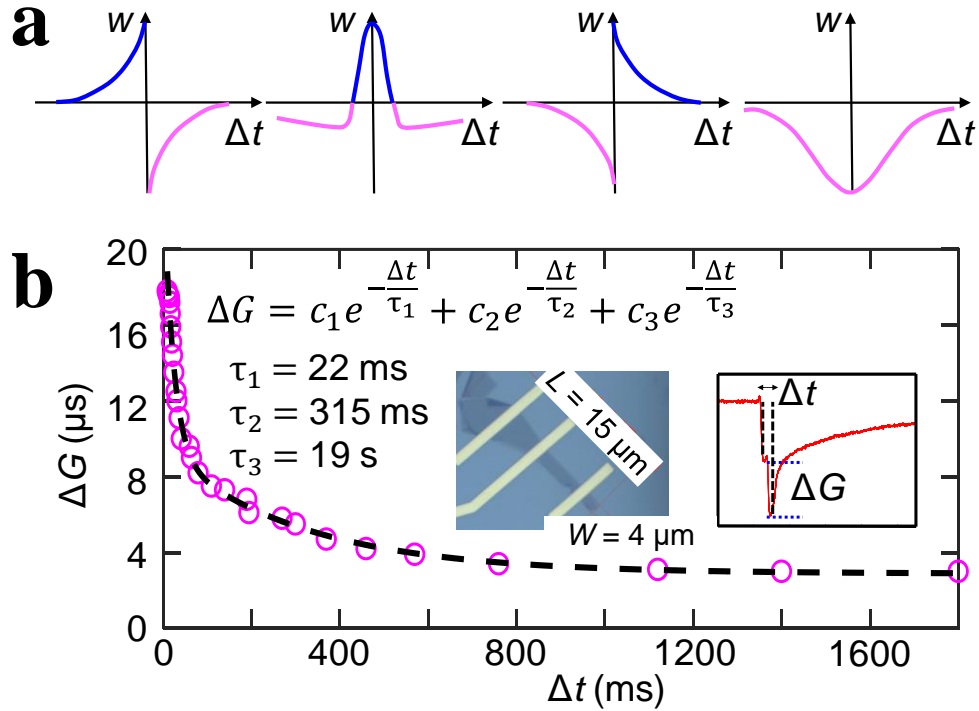 a
w w w w
Δt Δt Δt Δt
b
20
16
12
8
4
0
ΔG (μs)
ΔG = c₁e^{-Δt/τ₁} + c₂e^{-Δt/τ₂} + c₃e^{-Δt/τ₃}
τ₁ = 22 ms
τ₂ = 315 ms
τ₃ = 19 s
L = 15 μm
W = 4 μm
Δt
ΔG
0 400 800 1200 1600
Δt (ms)